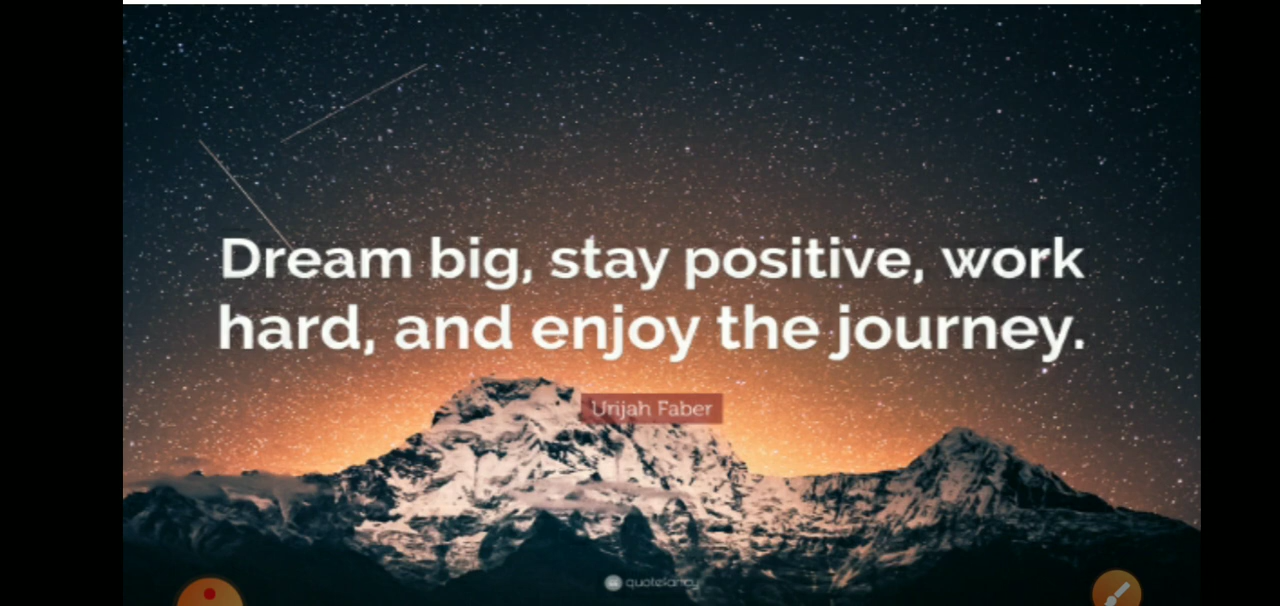 Dream big, stay positive, work
hard, and enjoy the journey.
Urijah Faber
quotefancy